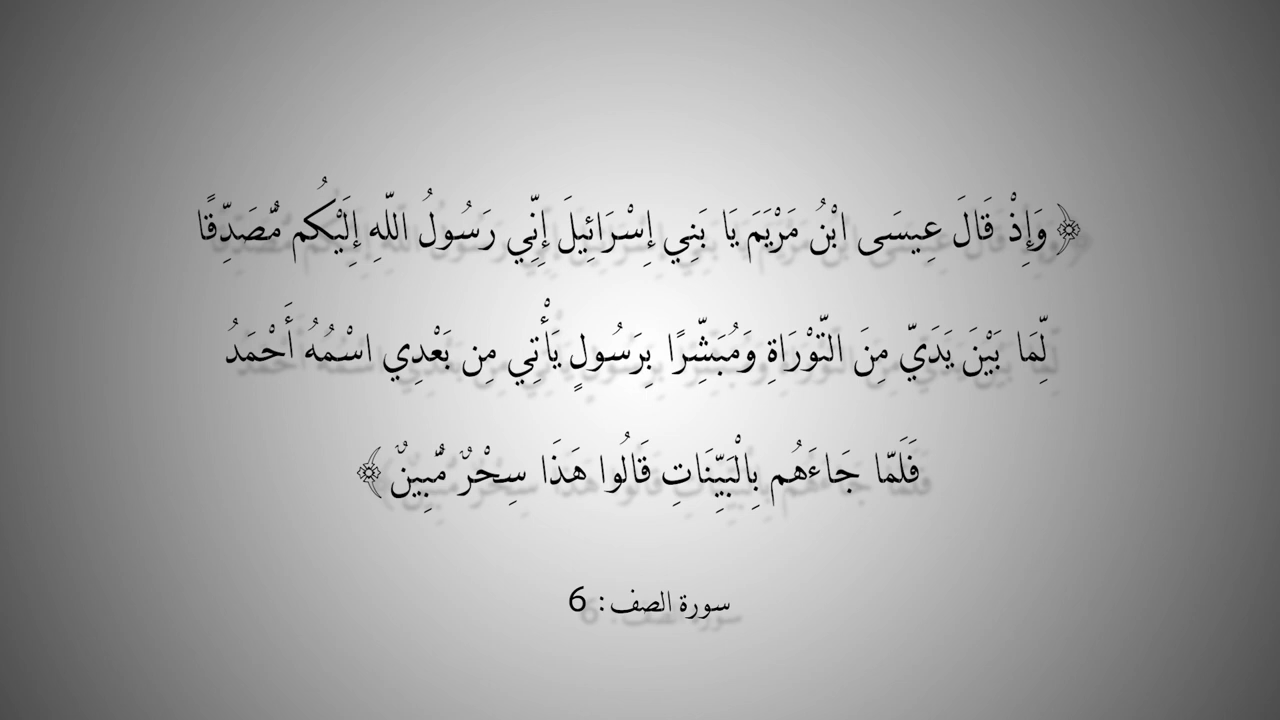 ﴿وَإِذْ قَالَ عِيسَى ابْنُ مَرْيَمَ يَا بَنِي إِسْرَائِيلَ إِنِّي رَسُولُ اللَّهِ إِلَيْكُم مُّصَدِّقًا
لِّمَا بَيْنَ يَدَيَّ مِنَ التَّوْرَاةِ وَمُبَشِّرًا بِرَسُولٍ يَأْتِي مِن بَعْدِي اسْمُهُ أَحْمَدُ
فَلَمَّا جَاءَهُم بِالْبَيِّنَاتِ قَالُوا هَذَا سِحْرٌ مُّبِينٌ﴾
سورة الصف: 6